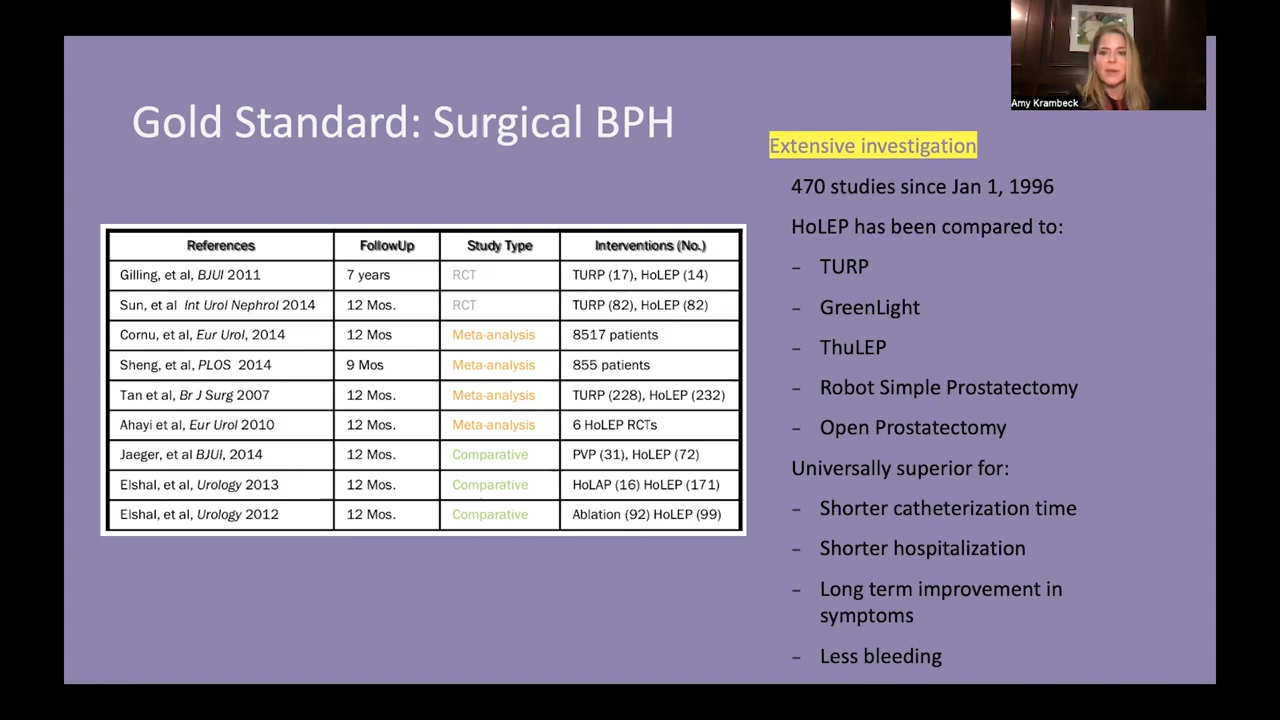 Amy Krambeck
Gold Standard: Surgical BPH
References FollowUp Study Type Interventions (No.)
Gilling, et al, BJUI 2011 7 years RCT TURP (17), HoLEP (14)
Sun, et al Int Urol Nephrol 2014 12 Mos. RCT TURP (82), HoLEP (82)
Cornu, et al, Eur Urol, 2014 12 Mos Meta-analysis 8517 patients
Sheng, et al, PLOS 2014 9 Mos Meta-analysis 855 patients
Tan et al, Br J Surg 2007 12 Mos. Meta-analysis TURP (228), HoLEP (232)
Ahayi et al, Eur Urol 2010 12 Mos. Meta-analysis 6 HoLEP RCTs
Jaeger, et al BJUI, 2014 12 Mos. Comparative PVP (31), HoLEP (72)
Elshal, et al, Urology 2013 12 Mos. Comparative HoLAP (16) HoLEP (171)
Elshal, et al, Urology 2012 12 Mos. Comparative Ablation (92) HoLEP (99)
Extensive investigation
470 studies since Jan 1, 1996
HoLEP has been compared to:
– TURP
– GreenLight
– ThuLEP
– Robot Simple Prostatectomy
– Open Prostatectomy
Universally superior for:
– Shorter catheterization time
– Shorter hospitalization
– Long term improvement in
symptoms
– Less bleeding